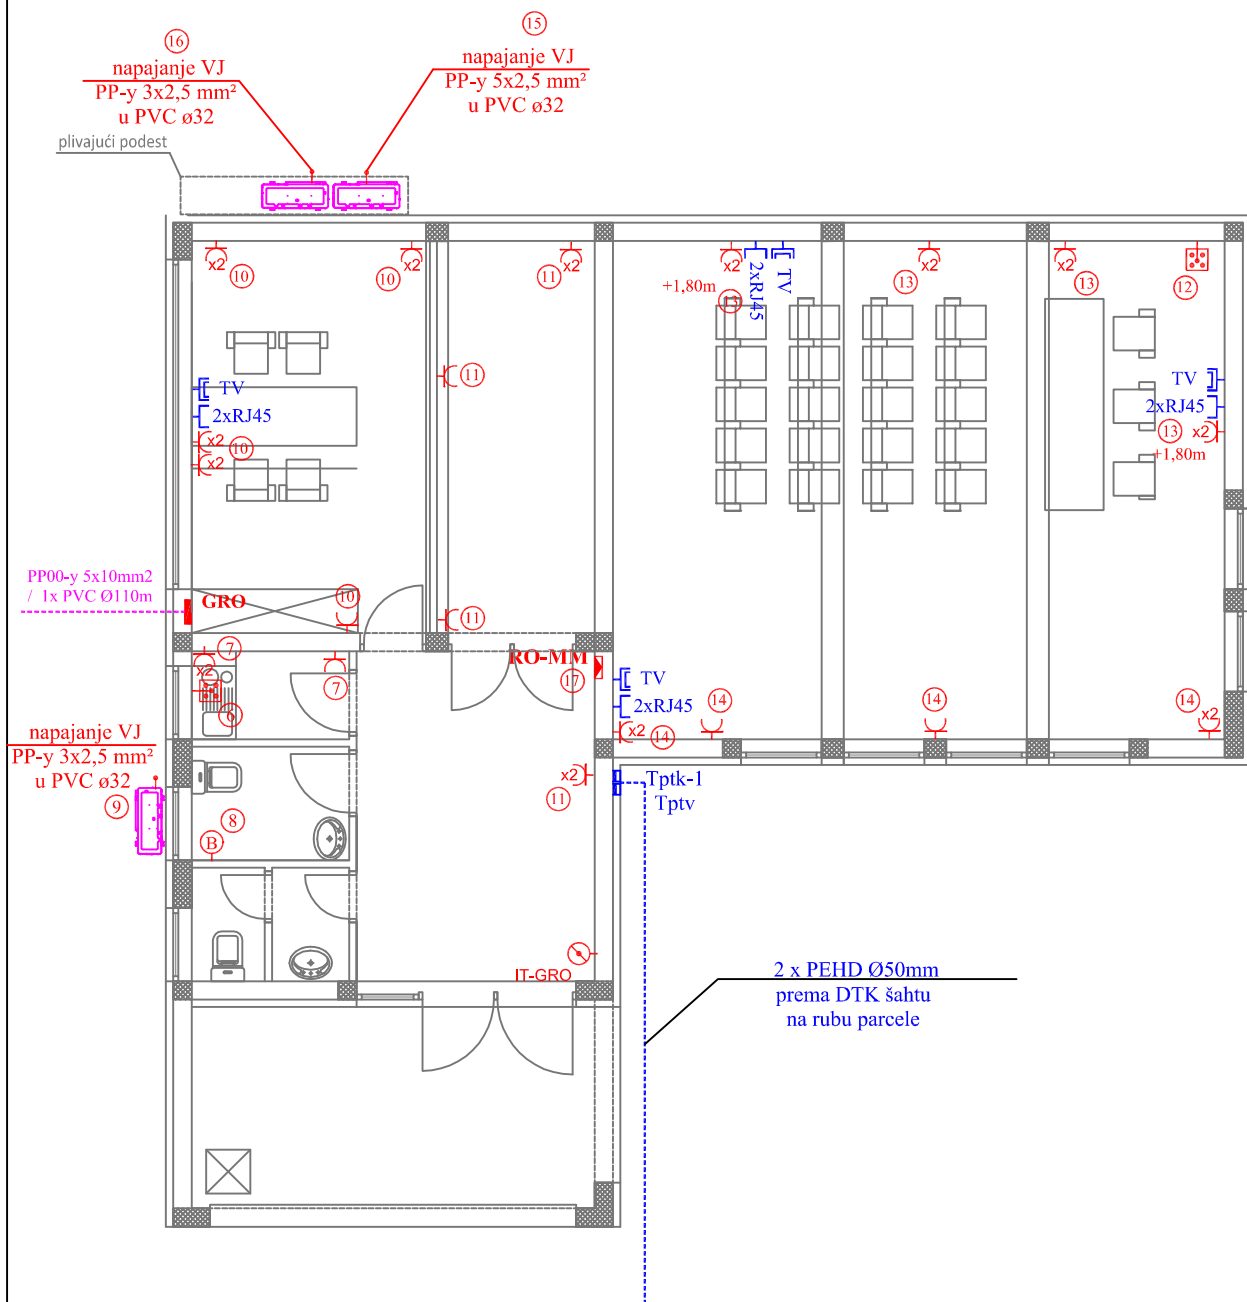 16
napajanje VJ
PP-y 3x2,5 mm²
u PVC ø32
15
napajanje VJ
PP-y 5x2,5 mm²
u PVC ø32
plivajući podest
x2
10
x2
10
x2
11
x2
+1,80m
13
2xRJ45
TV
x2
13
x2
13
12
TV
2xRJ45
x2
10
x2
11
TV
2xRJ45
13
x2
+1,80m
PP00-y 5x10mm2
/ 1x PVC Ø110m
GRO
10
11
7
x2
6
7
RO-MM
17
TV
2xRJ45
x2
14
14
14
14
x2
napajanje VJ
PP-y 3x2,5 mm²
u PVC ø32
9
8
B
x2
11
Tptk-1
Tptv
IT-GRO
2 x PEHD Ø50mm
prema DTK šahtu
na rubu parcele